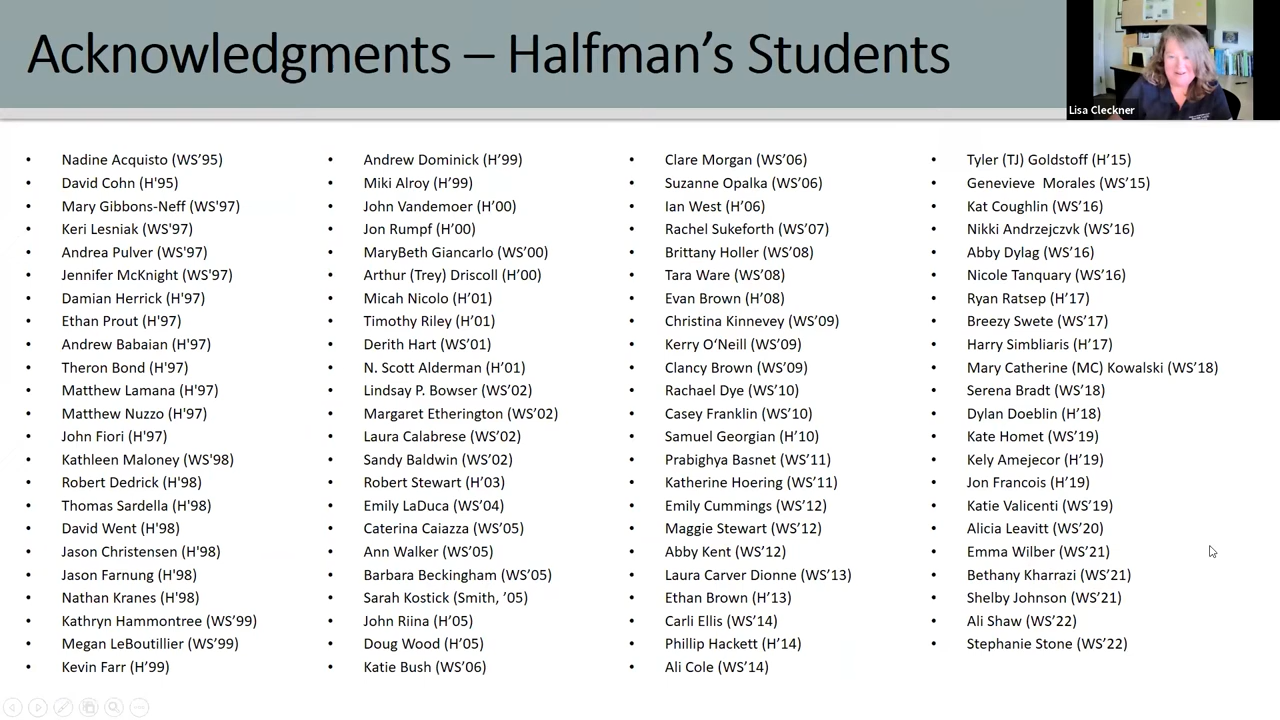 Acknowledgments – Halfman's Students
Lisa Cleckner
• Nadine Acquisto (WS’95)
• David Cohn (H'95)
• Mary Gibbons-Neff (WS'97)
• Keri Lesniak (WS'97)
• Andrea Pulver (WS'97)
• Jennifer McKnight (WS'97)
• Damian Herrick (H'97)
• Ethan Prout (H'97)
• Andrew Babaian (H'97)
• Theron Bond (H'97)
• Matthew Lamana (H'97)
• Matthew Nuzzo (H'97)
• John Fiori (H'97)
• Kathleen Maloney (WS'98)
• Robert Dedrick (H'98)
• Thomas Sardella (H'98)
• David Went (H'98)
• Jason Christensen (H'98)
• Jason Farnung (H'98)
• Nathan Kranes (H'98)
• Kathryn Hammontree (WS’99)
• Megan LeBoutillier (WS’99)
• Kevin Farr (H’99)
• Andrew Dominick (H’99)
• Miki Alroy (H’99)
• John Vandemoer (H’00)
• Jon Rumpf (H’00)
• MaryBeth Giancarlo (WS’00)
• Arthur (Trey) Driscoll (H’00)
• Micah Nicolo (H’01)
• Timothy Riley (H’01)
• Derith Hart (WS’01)
• N. Scott Alderman (H’01)
• Lindsay P. Bowser (WS’02)
• Margaret Etherington (WS’02)
• Laura Calabrese (WS’02)
• Sandy Baldwin (WS’02)
• Robert Stewart (H’03)
• Emily LaDuca (WS’04)
• Caterina Caiazza (WS’05)
• Ann Walker (WS’05)
• Barbara Beckingham (WS’05)
• Sarah Kostick (Smith, ’05)
• John Riina (H’05)
• Doug Wood (H’05)
• Katie Bush (WS’06)
• Clare Morgan (WS’06)
• Suzanne Opalka (WS’06)
• Ian West (H’06)
• Rachel Sukeforth (WS’07)
• Brittany Holler (WS’08)
• Tara Ware (WS’08)
• Evan Brown (H’08)
• Christina Kinnevey (WS’09)
• Kerry O‘Neill (WS’09)
• Clancy Brown (WS’09)
• Rachael Dye (WS’10)
• Casey Franklin (WS’10)
• Samuel Georgian (H’10)
• Prabighya Basnet (WS’11)
• Katherine Hoering (WS’11)
• Emily Cummings (WS’12)
• Maggie Stewart (WS’12)
• Abby Kent (WS’12)
• Laura Carver Dionne (WS’13)
• Ethan Brown (H’13)
• Carli Ellis (WS’14)
• Phillip Hackett (H’14)
• Ali Cole (WS’14)
• Tyler (TJ) Goldstoff (H’15)
• Genevieve Morales (WS’15)
• Kat Coughlin (WS’16)
• Nikki Andrzejczvk (WS’16)
• Abby Dylag (WS’16)
• Nicole Tanquary (WS’16)
• Ryan Ratsep (H’17)
• Breezy Swete (WS’17)
• Harry Simbliaris (H’17)
• Mary Catherine (MC) Kowalski (WS’18)
• Serena Bradt (WS’18)
• Dylan Doeblin (H’18)
• Kate Homet (WS’19)
• Kely Amejecor (H’19)
• Jon Francois (H’19)
• Katie Valicenti (WS’19)
• Alicia Leavitt (WS’20)
• Emma Wilber (WS’21)
• Bethany Kharrazi (WS’21)
• Shelby Johnson (WS’21)
• Ali Shaw (WS’22)
• Stephanie Stone (WS’22)